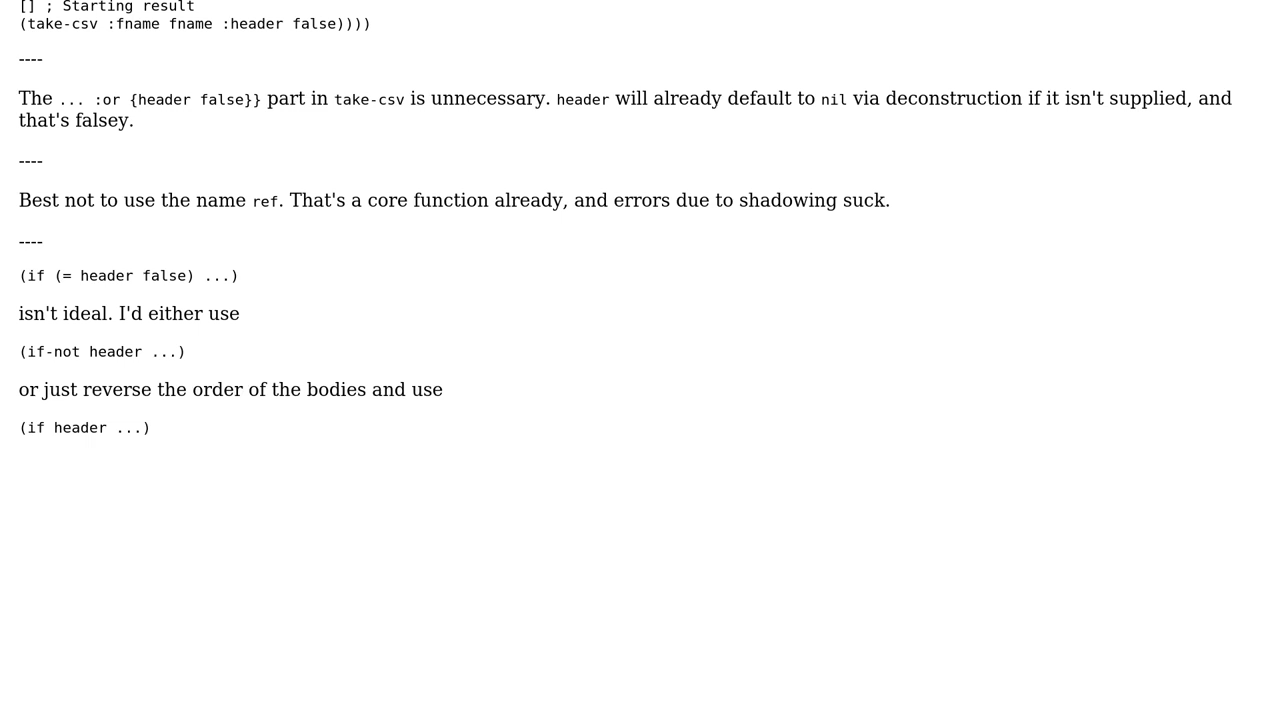 [] ; Starting result
(take-csv :fname fname :header false))))
----
The ... :or {header false}} part in take-csv is unnecessary. header will already default to nil via deconstruction if it isn't supplied, and
that's falsey.
----
Best not to use the name ref. That's a core function already, and errors due to shadowing suck.
----
(if (= header false) ...)
isn't ideal. I'd either use
(if-not header ...)
or just reverse the order of the bodies and use
(if header ...)